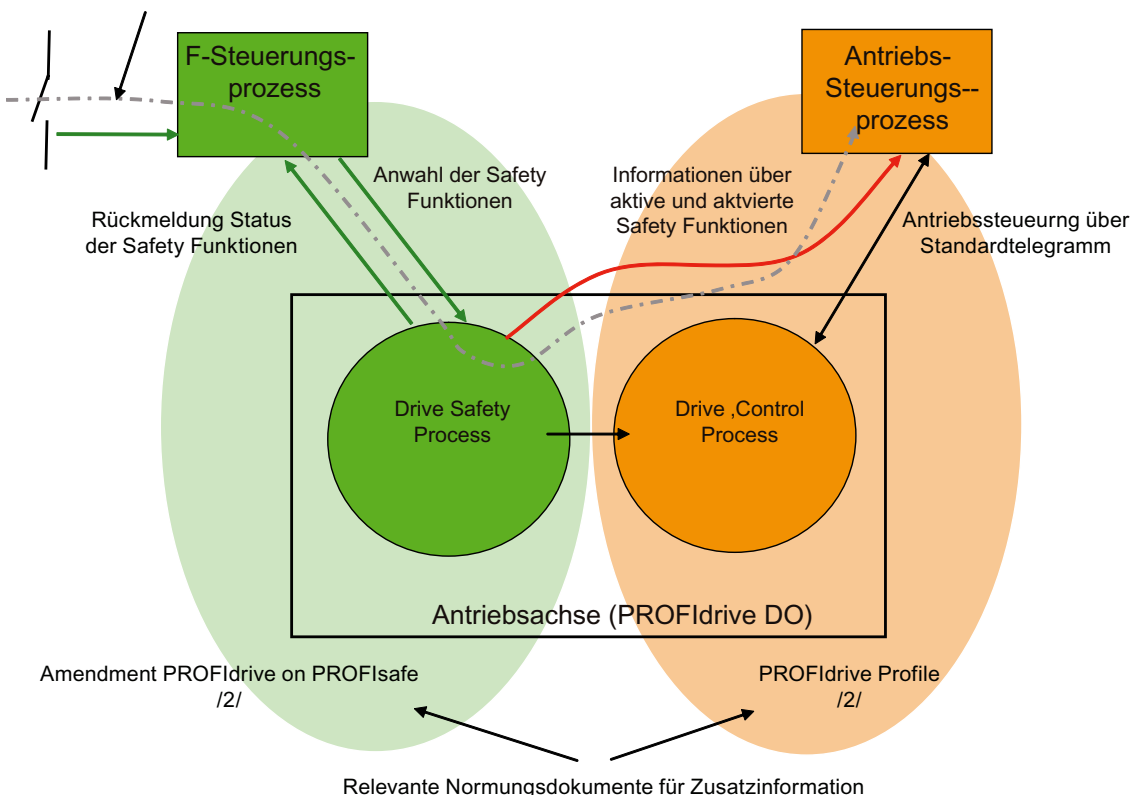 F-Steuerungs-
prozess
Antriebs-
Steuerungs--
prozess
Anwahl der Safety
Funktionen
Informationen über
aktive und aktvierte
Safety Funktionen
Rückmeldung Status
der Safety Funktionen
Antriebssteueurng über
Standardtelegramm
Drive Safety
Process
Drive ‚Control
Process
Antriebsachse (PROFIdrive DO)
Amendment PROFIdrive on PROFIsafe
/2/
PROFIdrive Profile
/2/
Relevante Normungsdokumente für Zusatzinformation